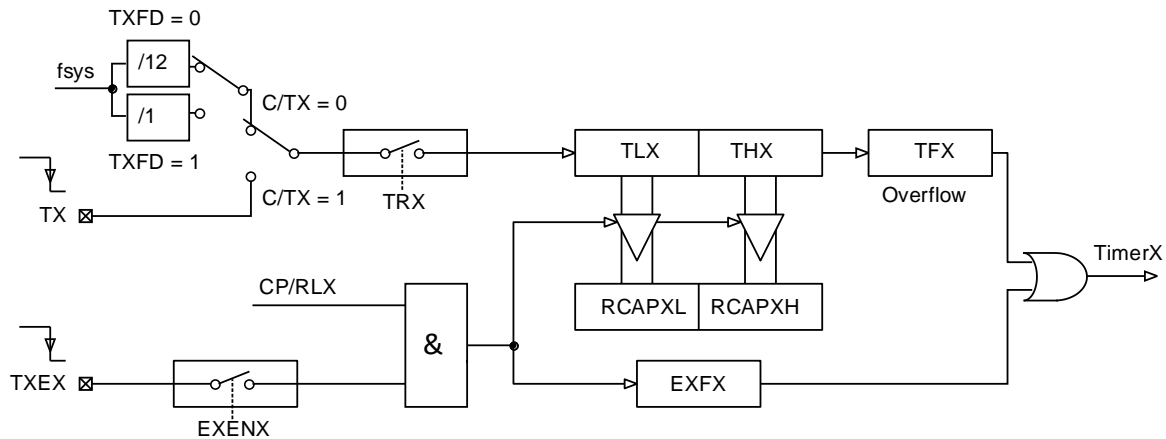 TXFD = 0
/12
fsys
C/TX = 0
/1
TXFD = 1
TLX
THX
TFX
Overflow
C/TX = 1
TRX
TX
TimerX
CP/RLX
RCAPXL
RCAPXH
&
TXEX
EXFX
EXENX